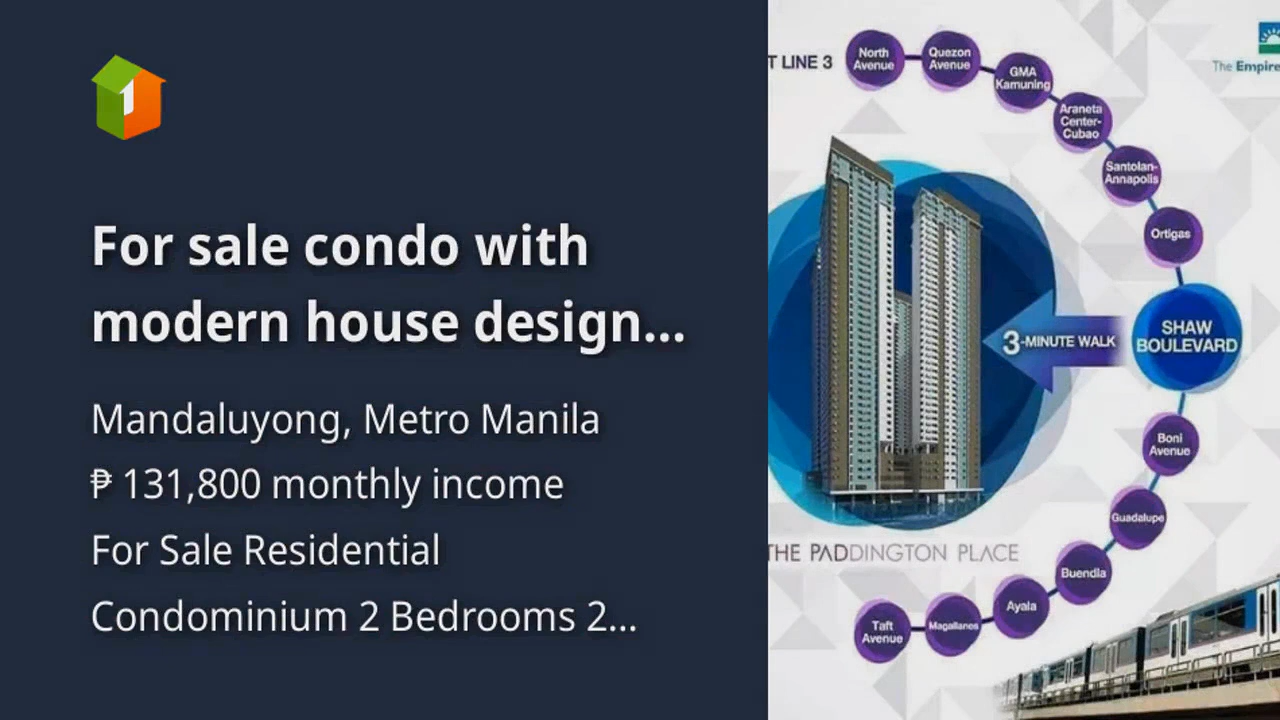 For sale condo with
modern house design...
Mandaluyong, Metro Manila
₱ 131,800 monthly income
For Sale Residential
Condominium 2 Bedrooms 2...
T LINE 3
North
Avenue
Quezon
Avenue
GMA
Kamuning
Araneta
Center-
Cubao
Santolan-
Annapolis
Ortigas
SHAW
BOULEVARD
3-MINUTE WALK
Boni
Avenue
Guadalupe
Buendia
Ayala
Magallanes
Taft
Avenue
THE PADDINGTON PLACE
The Empire